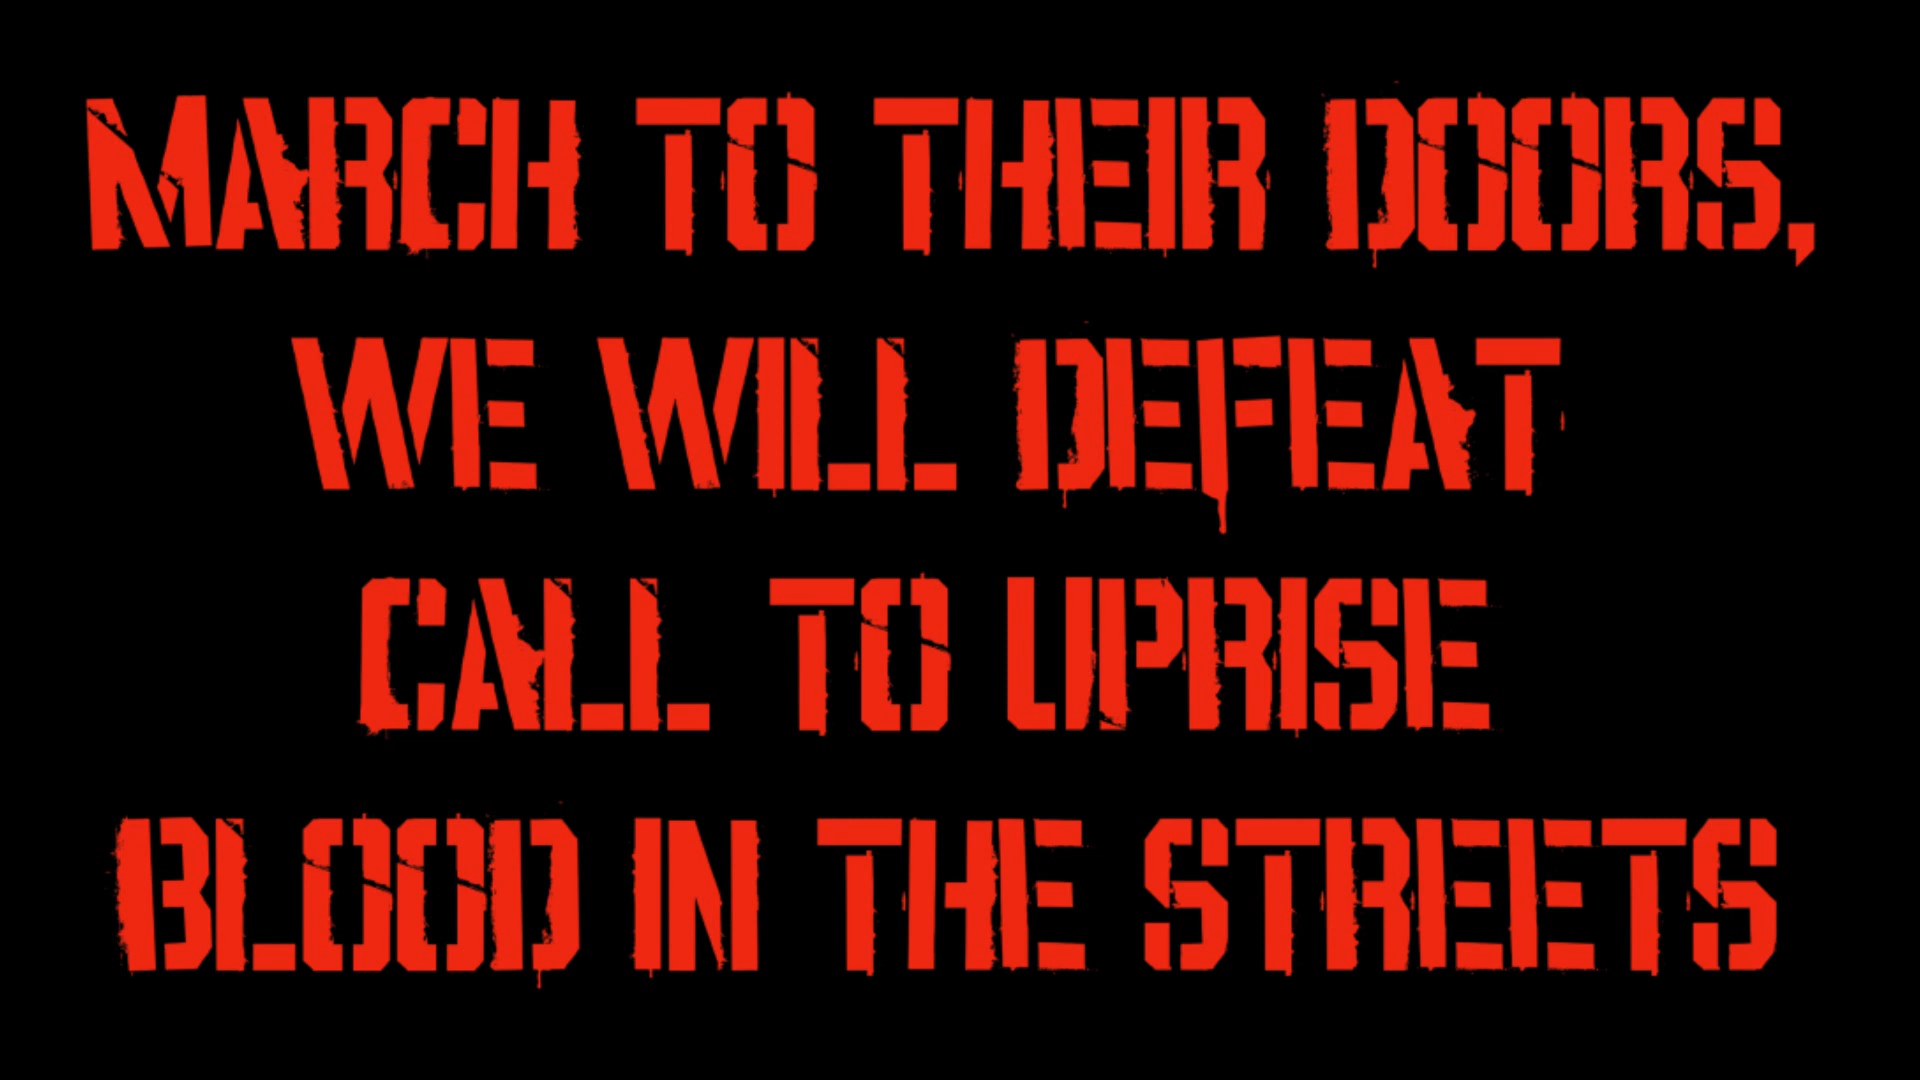 MARCH TO THEIR DOORS,
WE WILL DEFEAT
CALL TO UPRISE
BLOOD IN THE STREETS